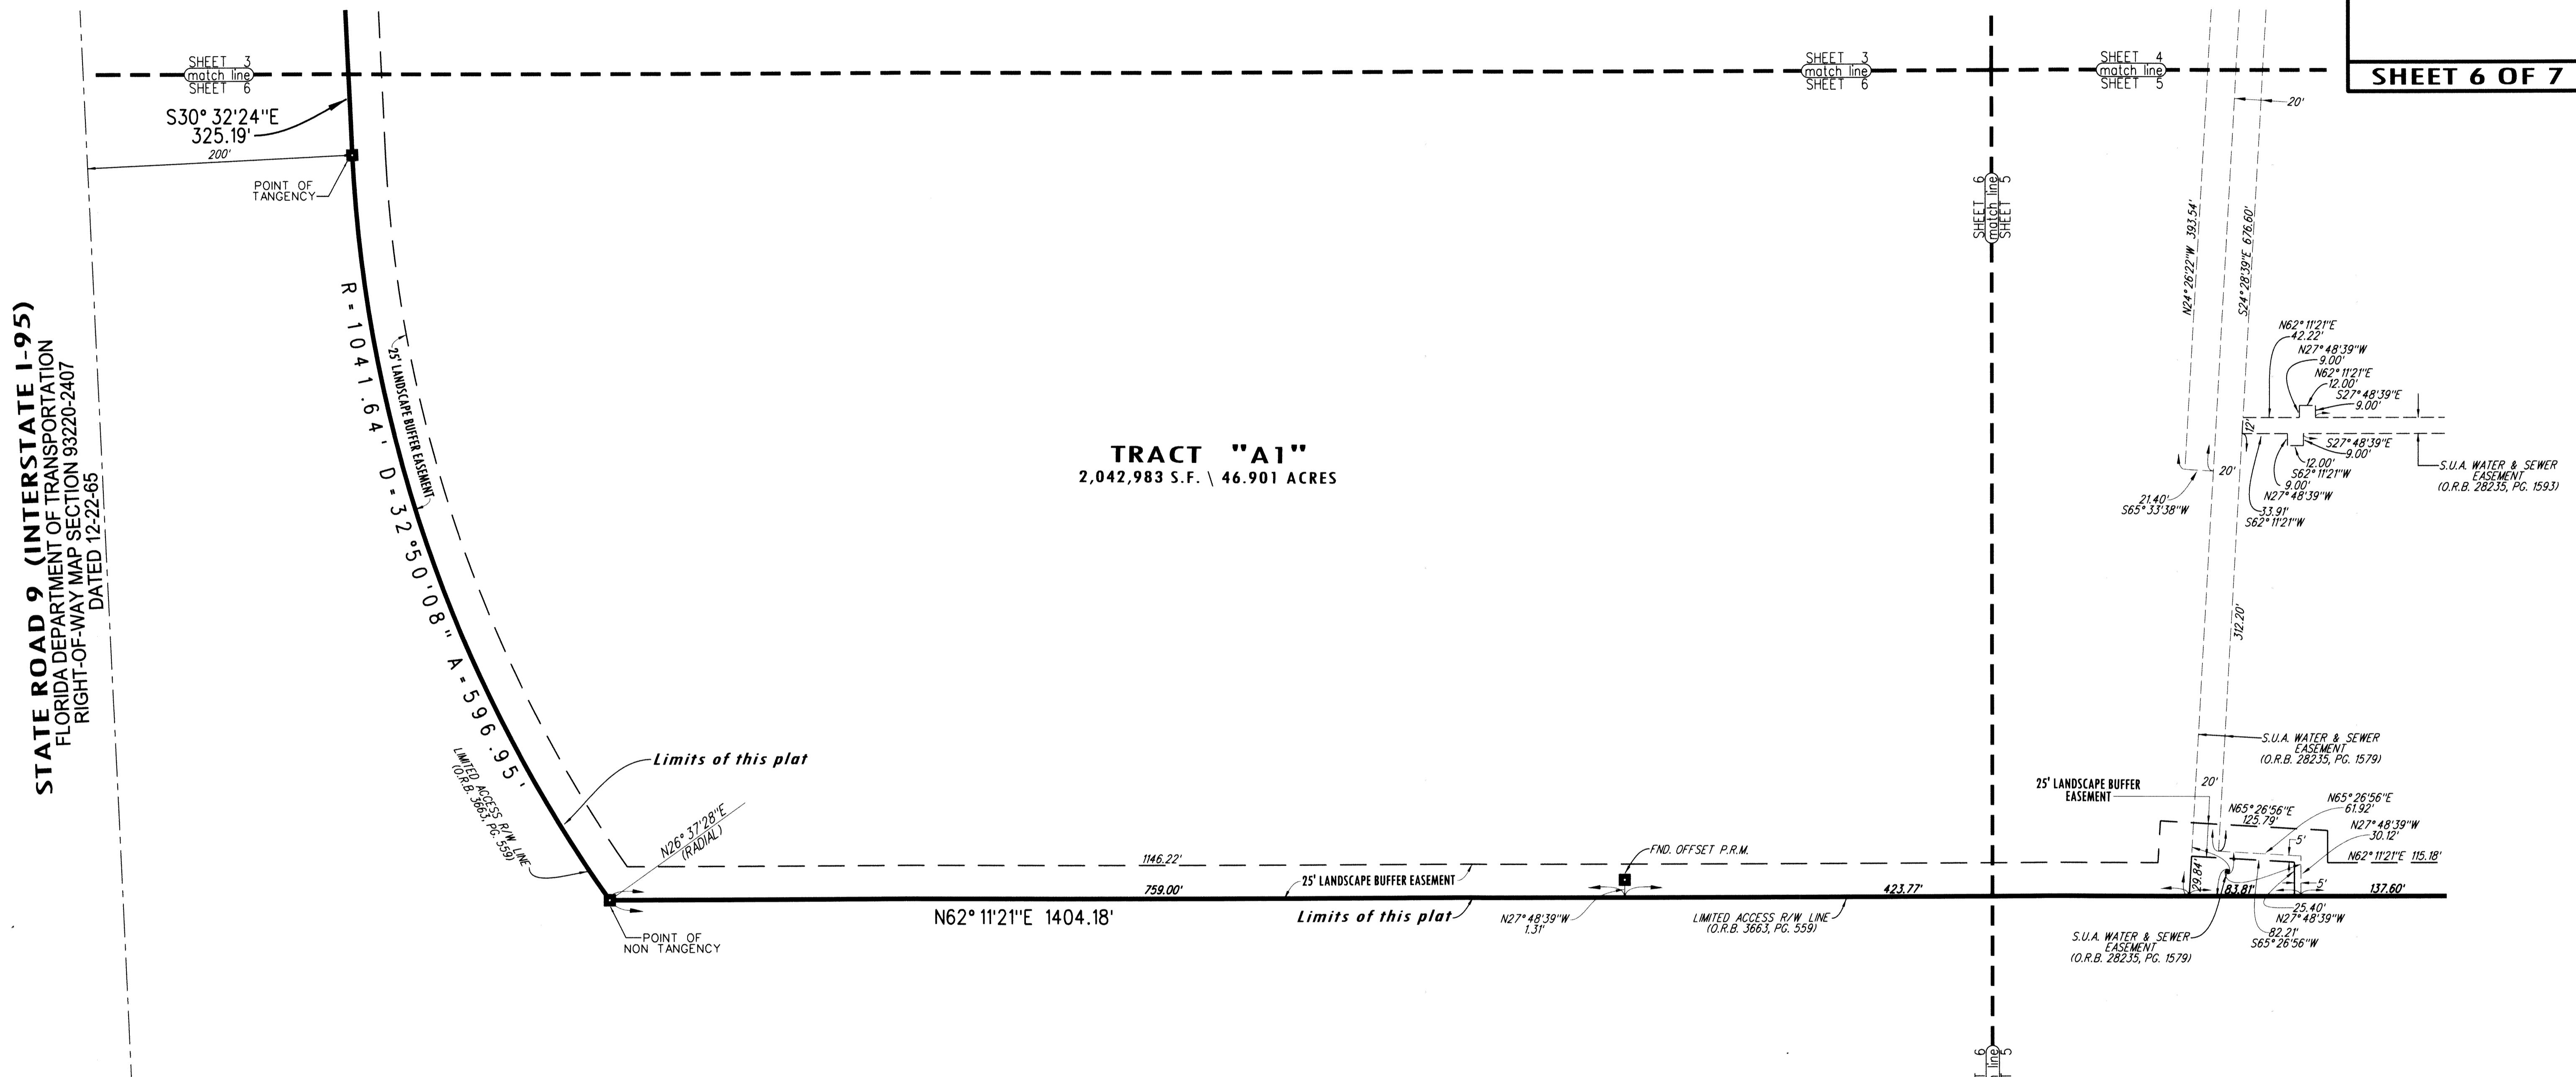 SHEET 3
match line
SHEET 6
SHEET 3
match line
SHEET 6
SHEET 4
match line
SHEET 5
SHEET 6 OF 7
S30° 32'24"E
325.19'
200'
POINT OF
TANGENCY
20'
SHEET 6
match line
SHEET 5
N24° 26'22"W 393.54'
S24° 28'39"E 676.60'
STATE ROAD 9 (INTERSTATE I-95)
FLORIDA DEPARTMENT OF TRANSPORTATION
RIGHT-OF-WAY MAP SECTION 93220-2407
DATED 12-22-65
R = 1041.64' D = 32°50'08" A = 596.95'
25' LANDSCAPE BUFFER EASEMENT
TRACT "A1"
2,042,983 S.F. \ 46.901 ACRES
N62° 11'21"E
42.22'
N27° 48'39"W
9.00'
N62° 11'21"E
12.00'
S27° 48'39"E
9.00'
12'
S27° 48'39"E
9.00'
12.00'
S62° 11'21"W
9.00'
N27° 48'39"W
33.91'
S62° 11'21"W
20'
21.40'
S65° 33'38"W
S.U.A. WATER & SEWER
EASEMENT
(O.R.B. 28235, PG. 1593)
312.20'
S.U.A. WATER & SEWER
EASEMENT
(O.R.B. 28235, PG. 1579)
Limits of this plat
LIMITED ACCESS R/W LINE
(O.R.B. 3663, PG. 559)
N26° 37'28"E
(RADIAL)
25' LANDSCAPE BUFFER
EASEMENT
20'
N65° 26'56"E
125.79'
N65° 26'56"E
61.92'
N27° 48'39"W
30.12'
5'
N62° 11'21"E 115.18'
1146.22'
FND. OFFSET P.R.M.
25' LANDSCAPE BUFFER EASEMENT
759.00'
423.77'
29.84'
83.81'
5'
137.60'
N62° 11'21"E 1404.18'
Limits of this plat
N27° 48'39"W
1.31'
LIMITED ACCESS R/W LINE
(O.R.B. 3663, PG. 559)
25.40'
N27° 48'39"W
82.21'
S65° 26'56"W
S.U.A. WATER & SEWER
EASEMENT
(O.R.B. 28235, PG. 1579)
POINT OF
NON TANGENCY
6
line
5